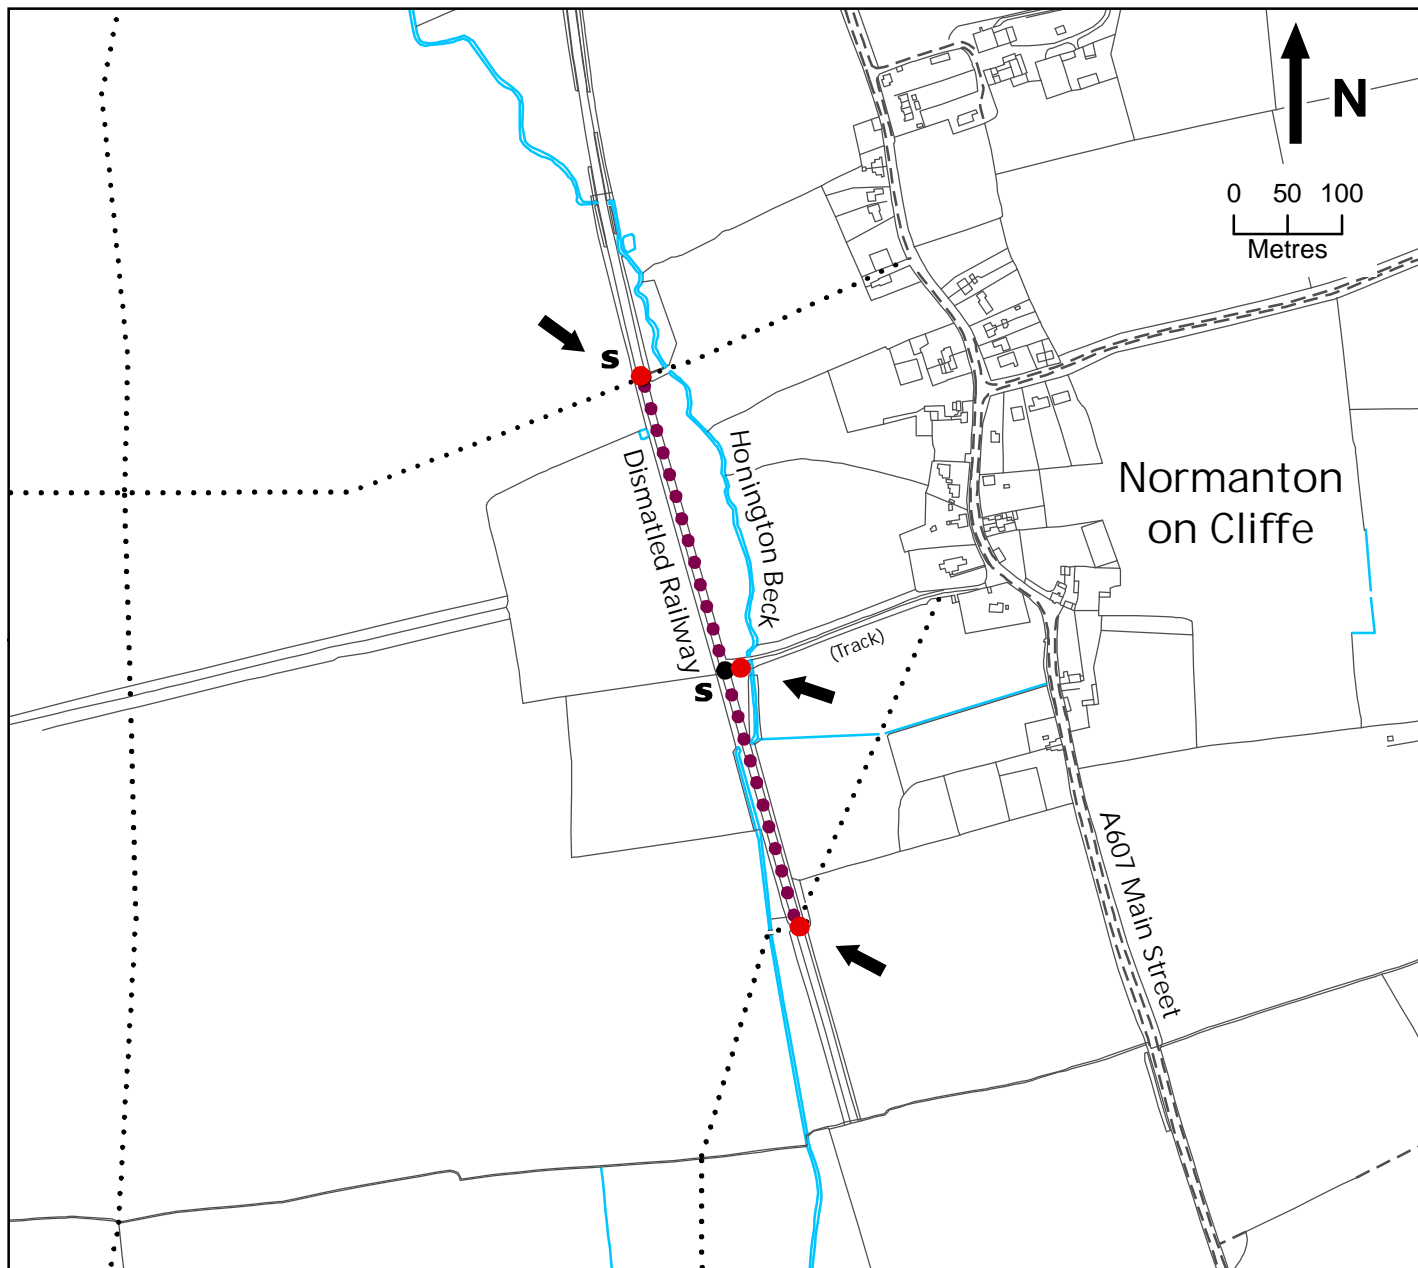 N
0 50 100
Metres
s
Honington Beck
Dismatled Railway
Normanton
on Cliffe
(Track)
s
A607 Main Street